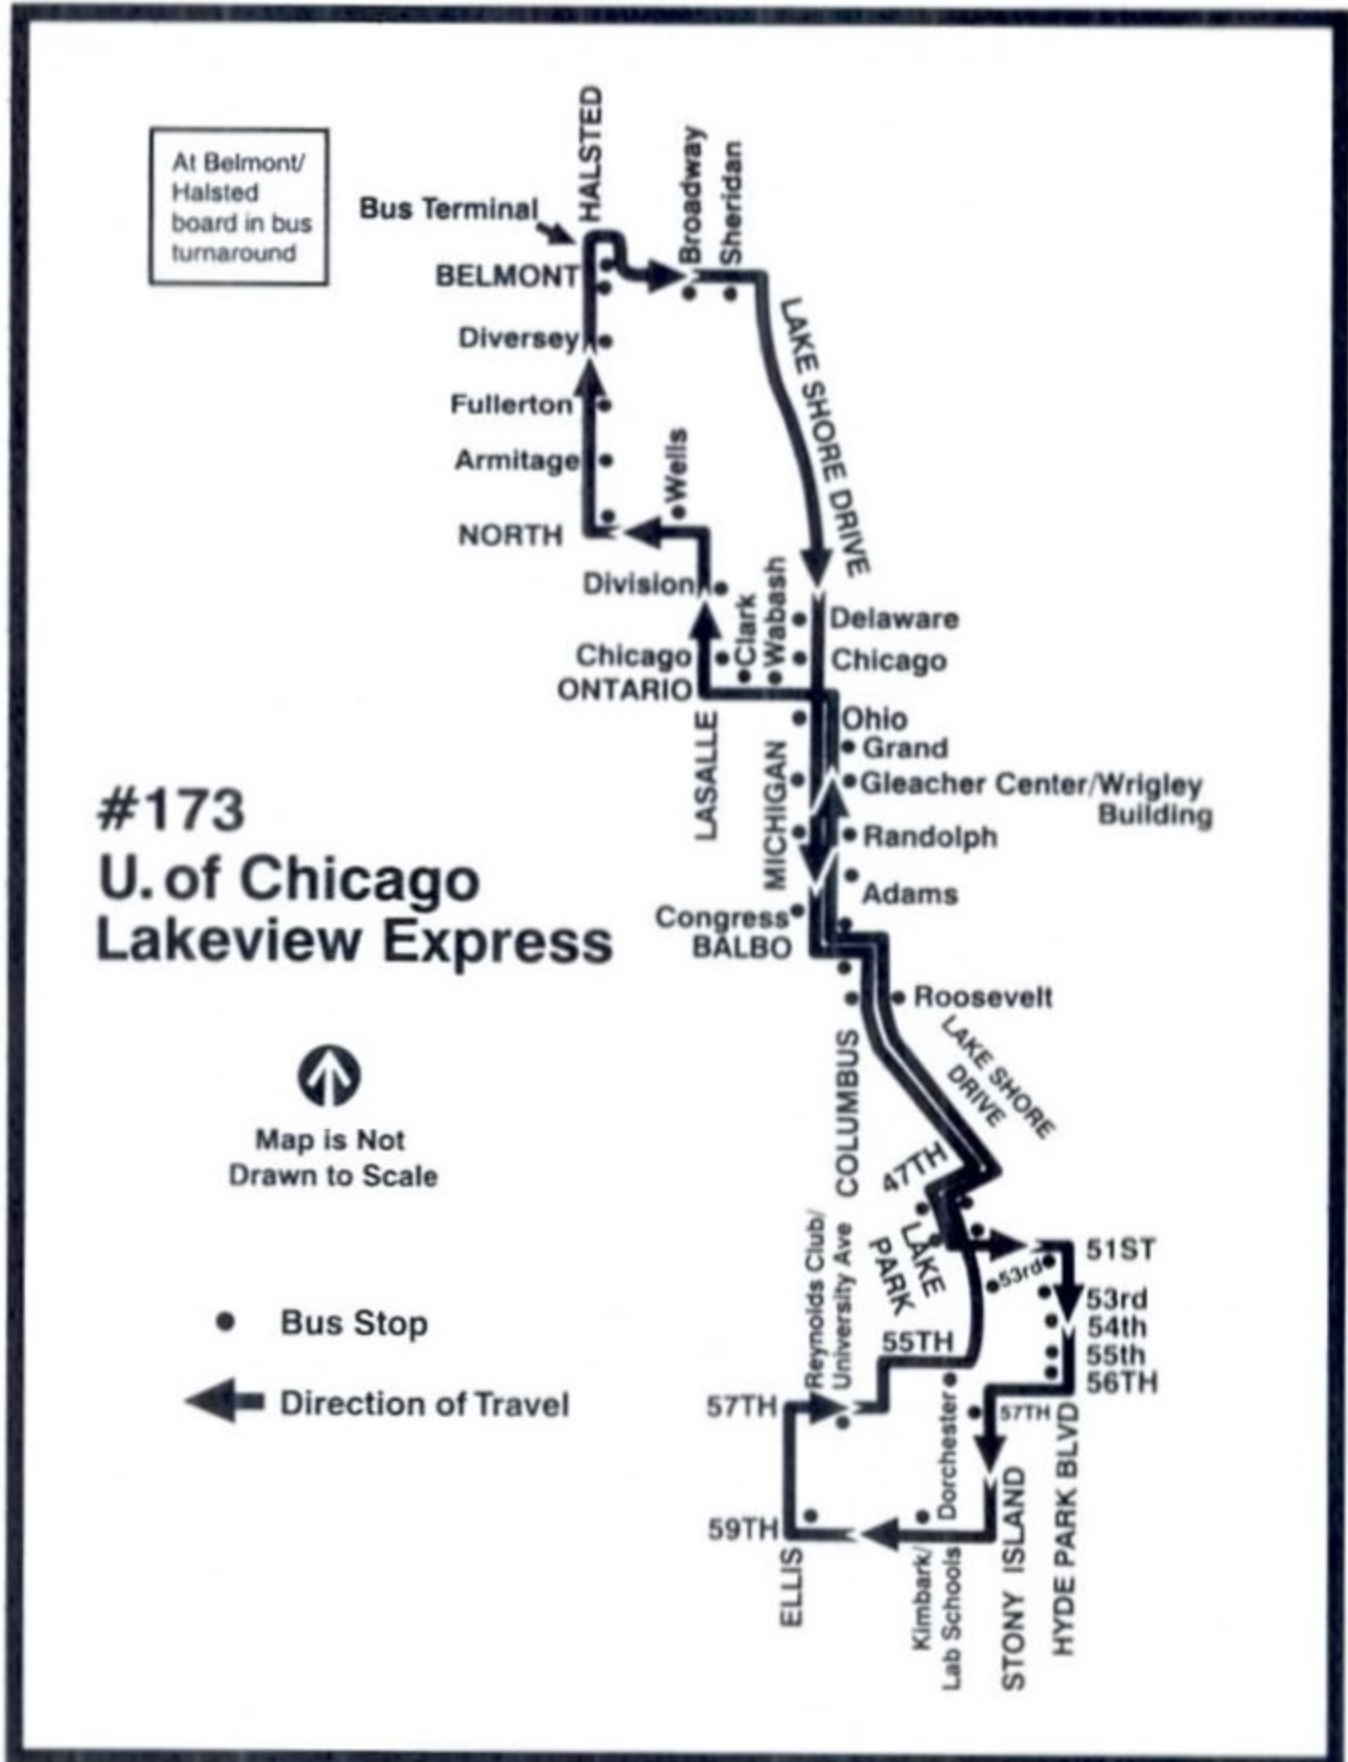 At Belmont/
Halsted
board in bus
turnaround
HALSTED
Bus Terminal
Broadway
Sheridan
BELMONT
Diversey
LAKE SHORE DRIVE
Fullerton
Wells
Armitage
NORTH
Division
Clark
Wabash
Delaware
Chicago
Chicago
ONTARIO
LASALLE
MICHIGAN
Ohio
Grand
Gleacher Center/Wrigley
Building
Randolph
Adams
#173
U. of Chicago
Lakeview Express
Congress
BALBO
Roosevelt
COLUMBUS
LAKE SHORE
DRIVE
Map is Not
Drawn to Scale
47TH
LAKE
PARK
51ST
53rd
53rd
54th
55th
56TH
Reynolds Club/
University Ave
55TH
Bus Stop
Direction of Travel
57TH
57TH
Dorchester
59TH
ELLIS
Kimbark/
Lab Schools
STONY ISLAND
HYDE PARK BLVD